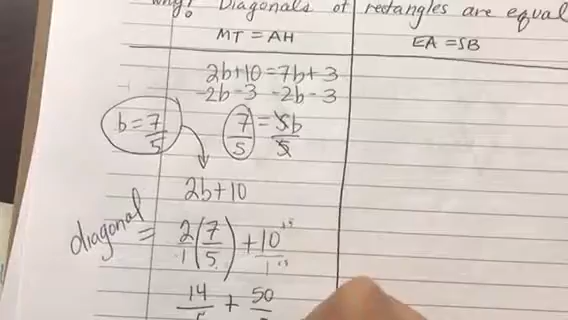 why? Diagonals of rectangles are equal
MT = AH
EA = SB
2b+10=7b+3
-2b-3 -2b-3
b=7/5
7/5 = 5b/5
2b+10
diagonal =
2/1 (7/5) + 10/1
14/5 + 50